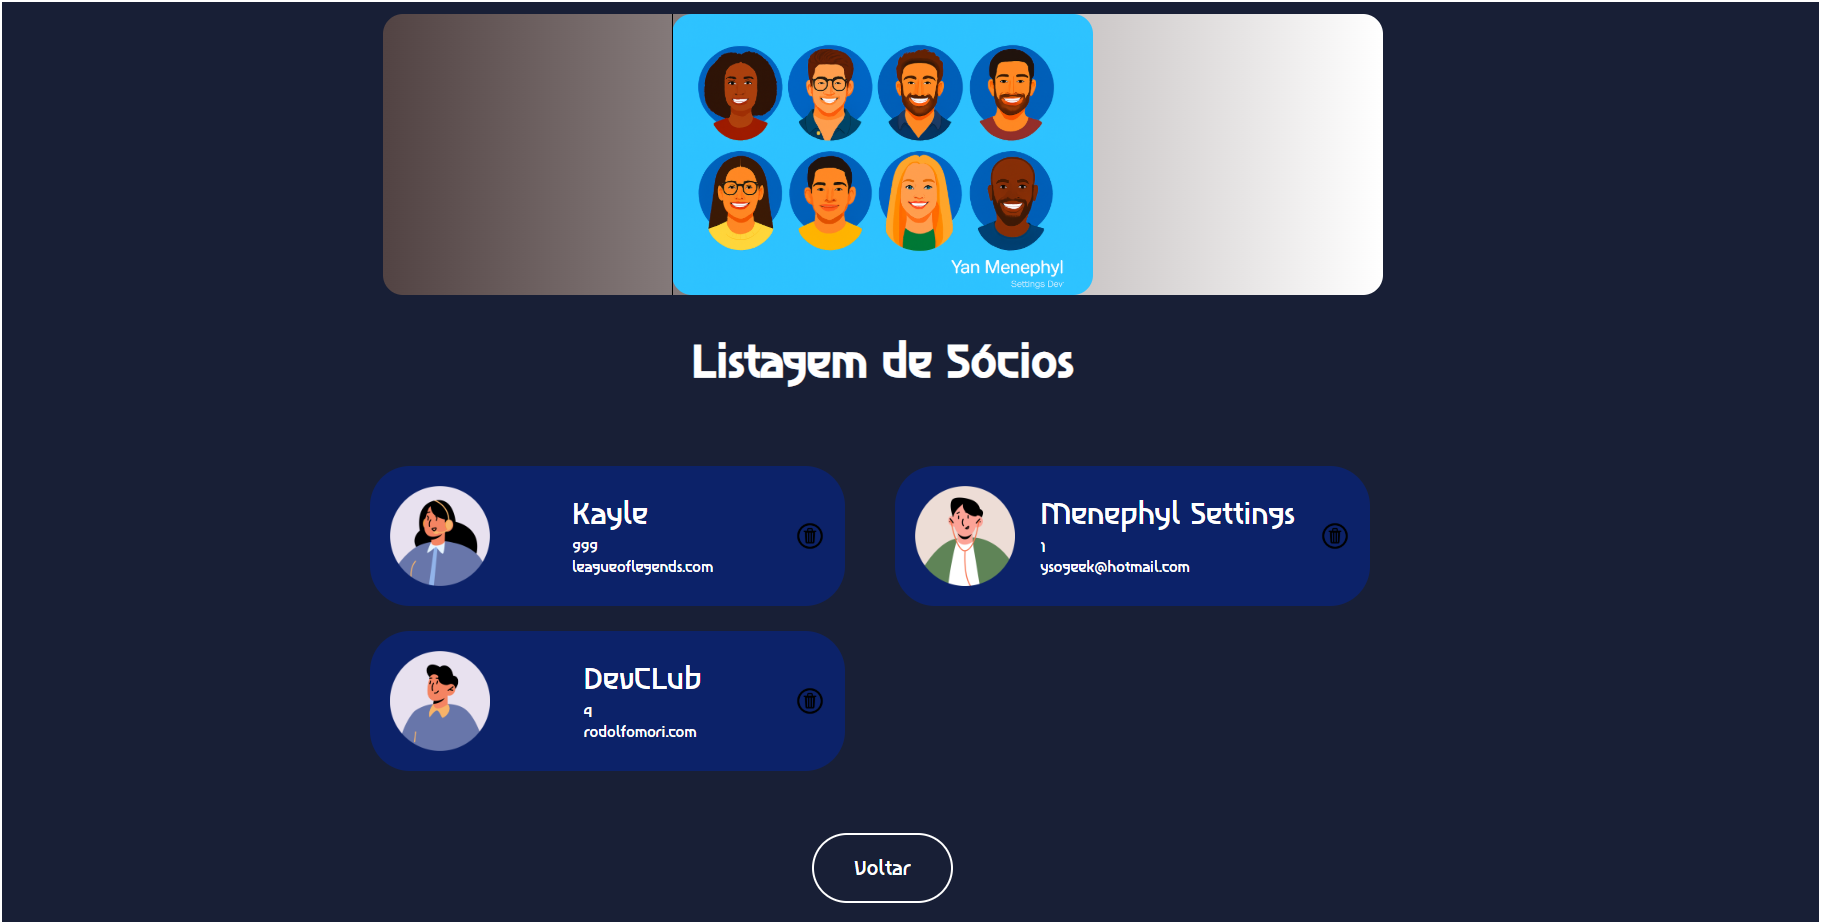 Yan Menephyl
Settings Dev
Listagem de Sócios
Kayle
999
leagueoflegends.com
Menephyl Settings
1
ysogeek@hotmail.com
DevCLub
9
rodolfomori.com
Voltar